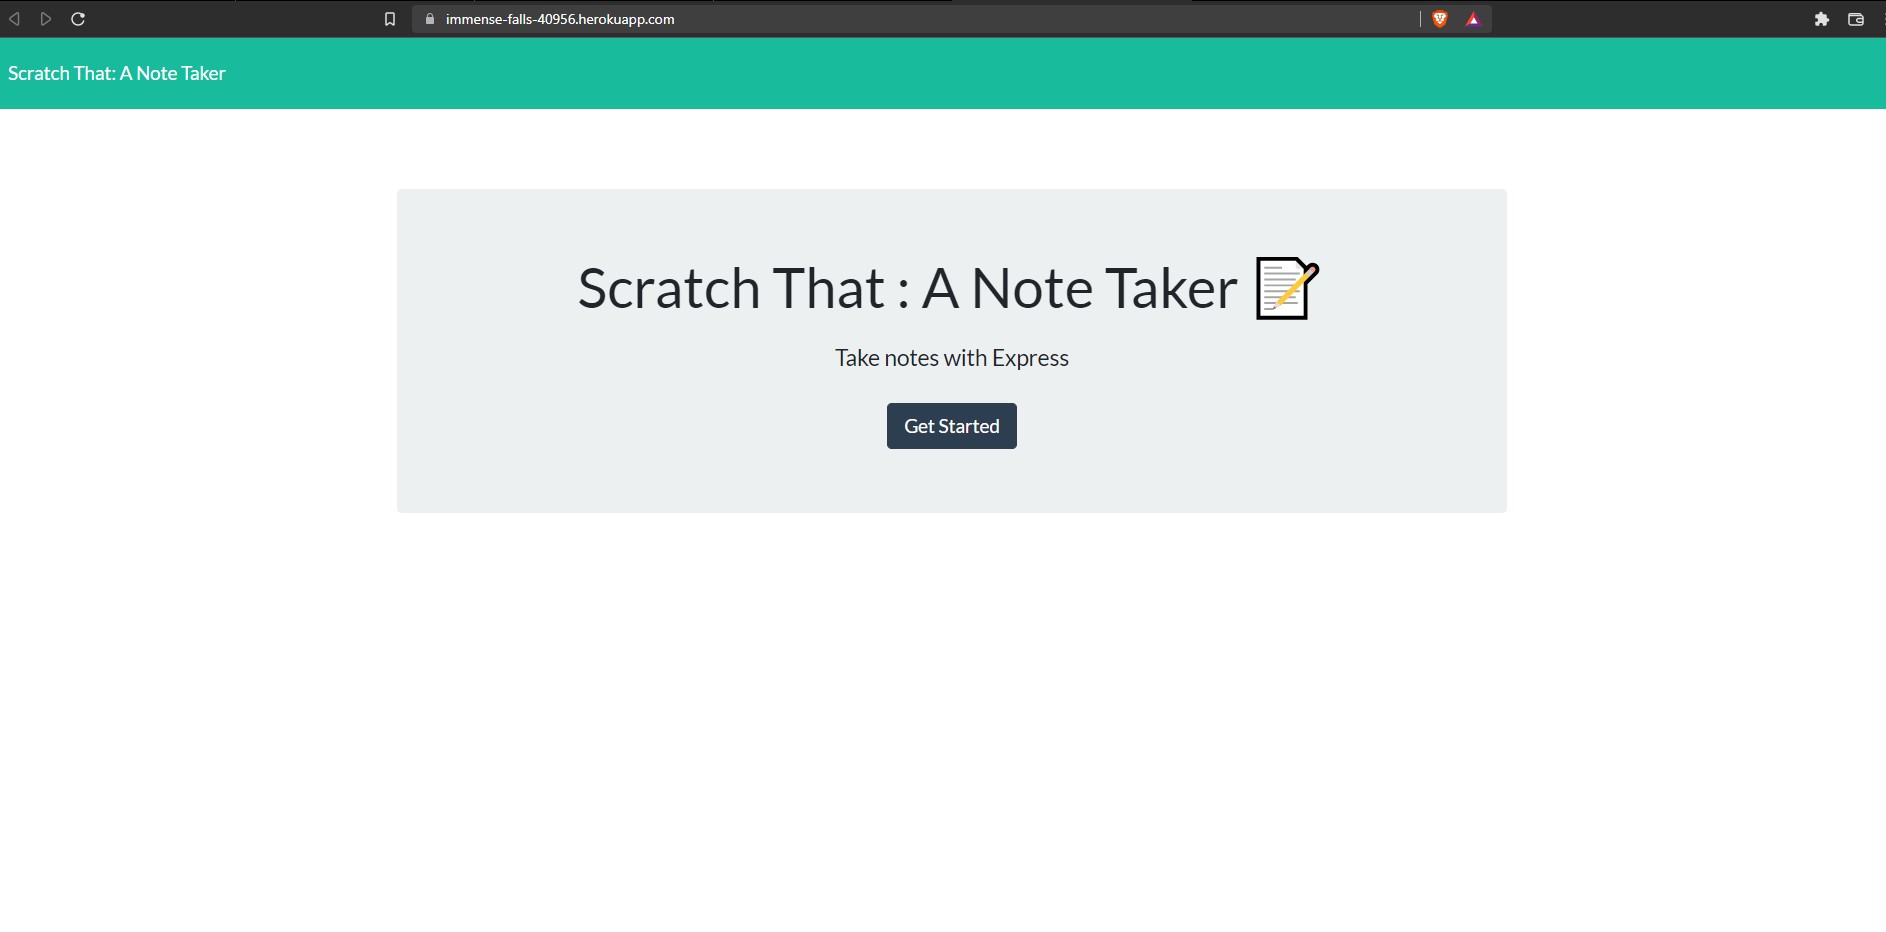 immense-falls-40956.herokuapp.com
Scratch That: A Note Taker
Scratch That : A Note Taker 📝
Take notes with Express
Get Started